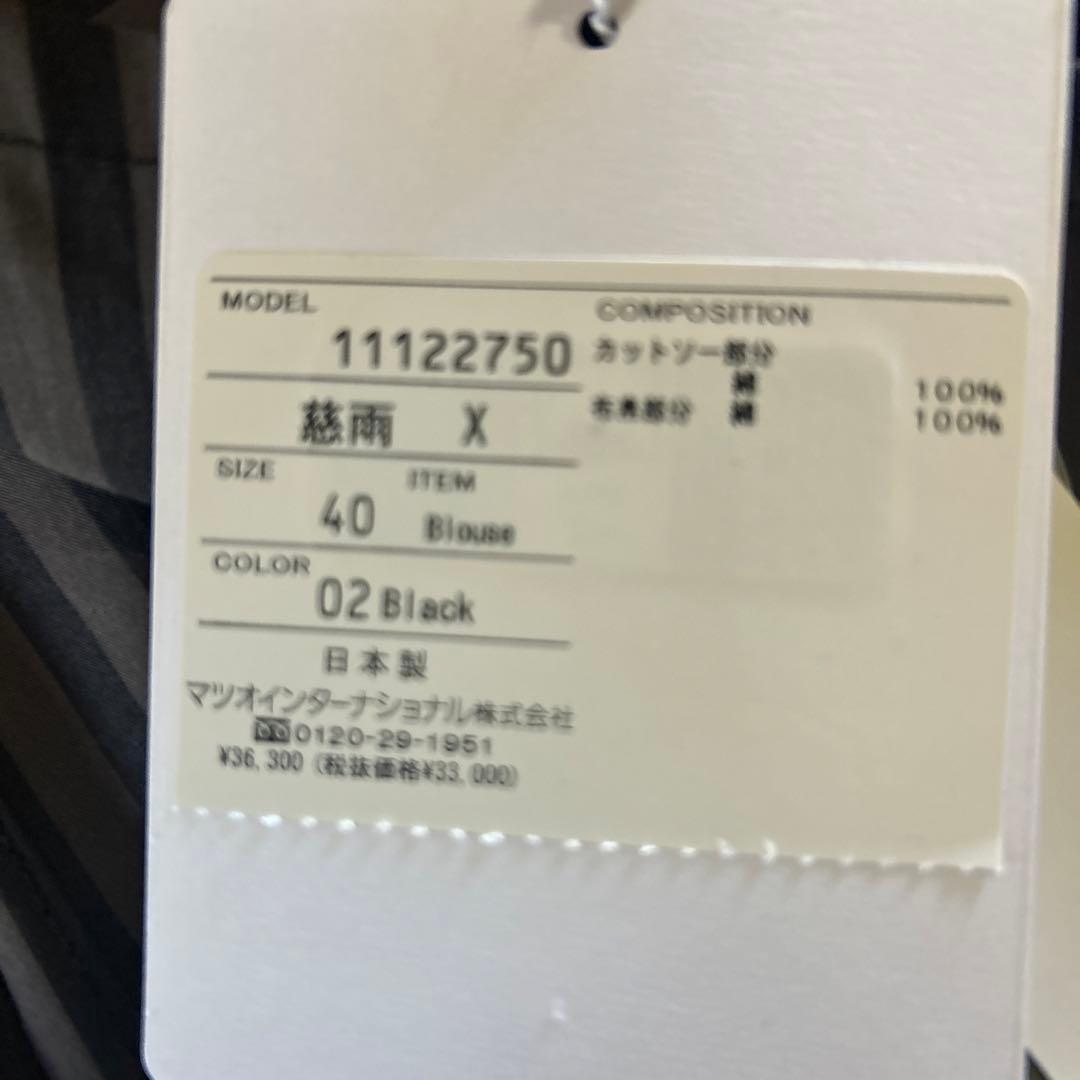 MODEL
11122750
慈雨 X
SIZE ITEM
40 Blouse
COLOR
02 Black
日本製
マツオインターナショナル株式会社
0120-29-1951
¥36,300 (税抜価格¥33,000)
COMPOSITION
カットソー部分
綿 100%
布帛部分 綿 100%